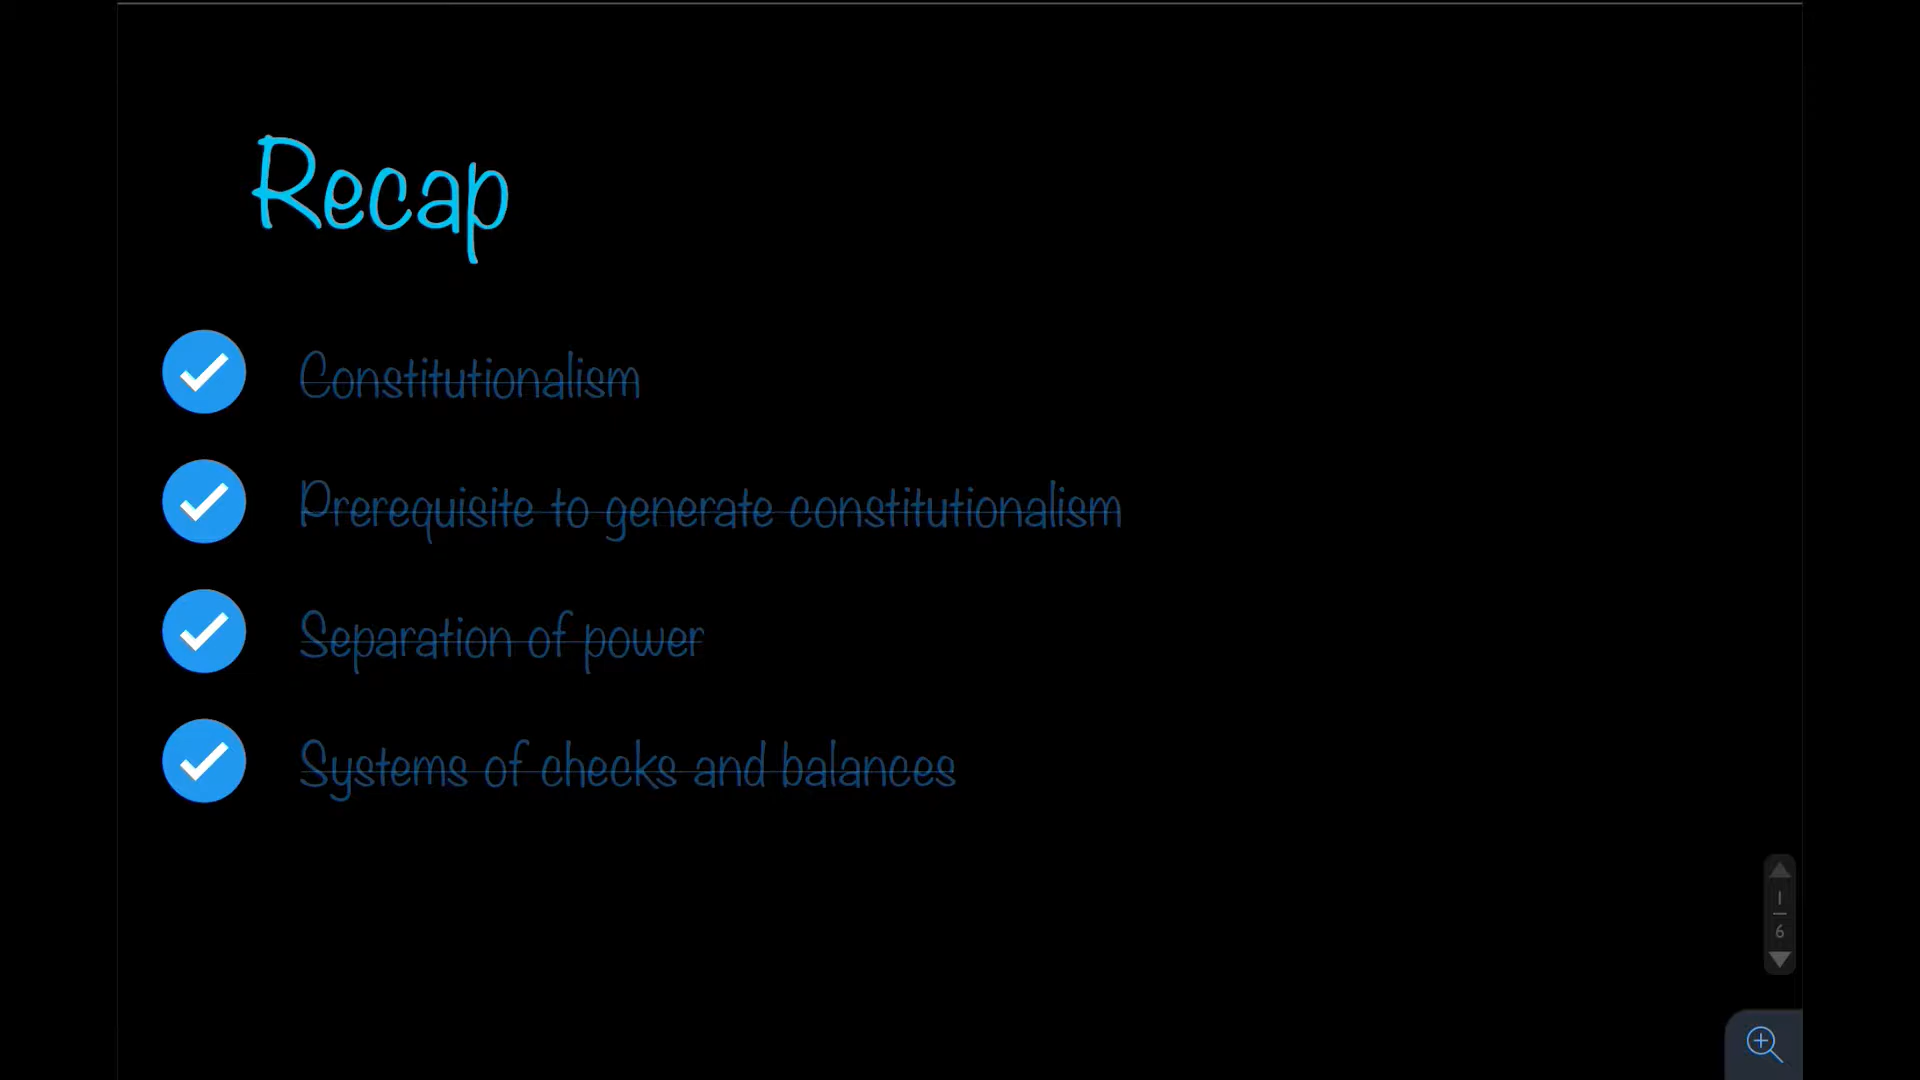 Recap
Constitutionalism
Prerequisite to generate constitutionalism
Separation of power
Systems of checks and balances
1
6